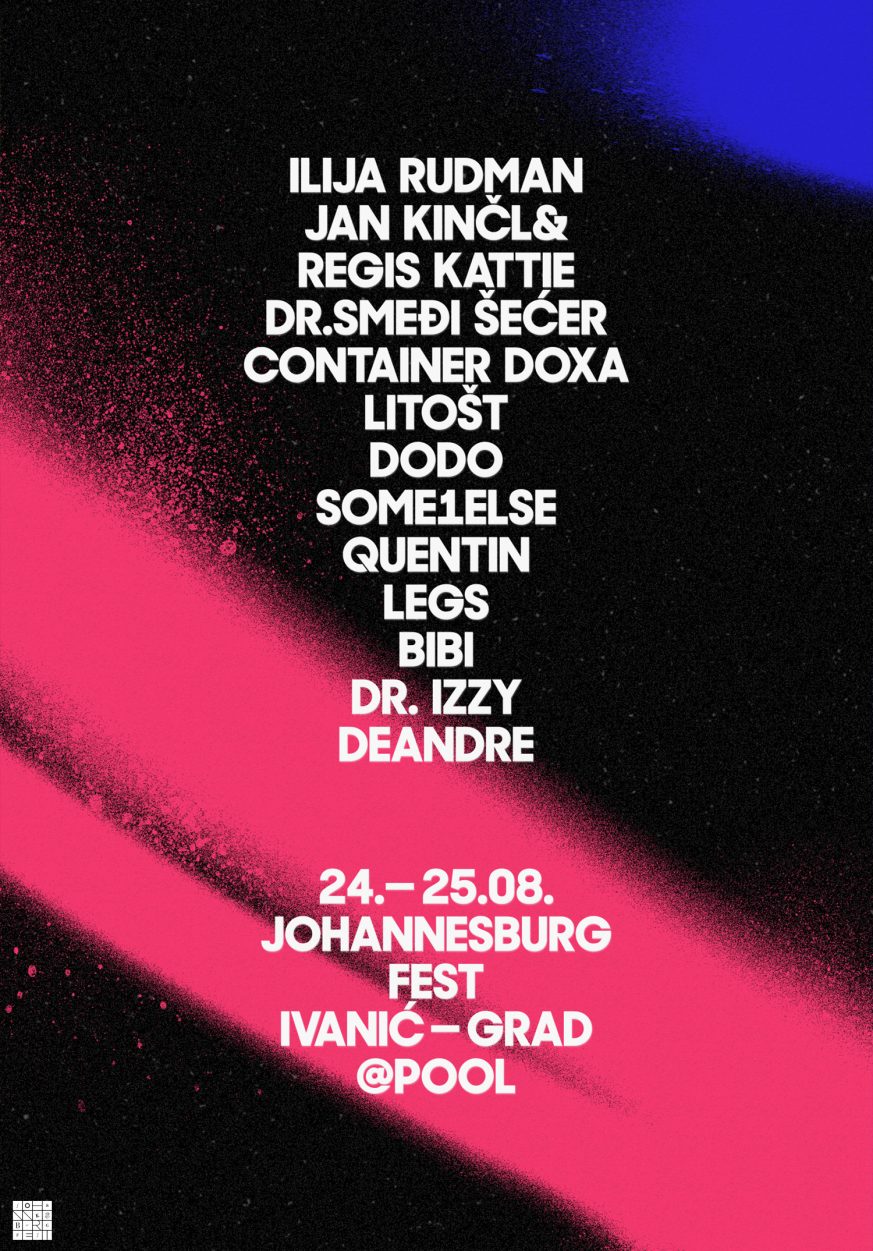 ILIJA RUDMAN
JAN KINČL&
REGIS KATTIE
DR.SMEĐI ŠEĆER
CONTAINER DOXA
LITOŠT
DODO
SOME1ELSE
QUENTIN
LEGS
BIBI
DR. IZZY
DEANDRE
24.— 25.08.
JOHANNESBURG
FEST
IVANIĆ — GRAD
@POOL